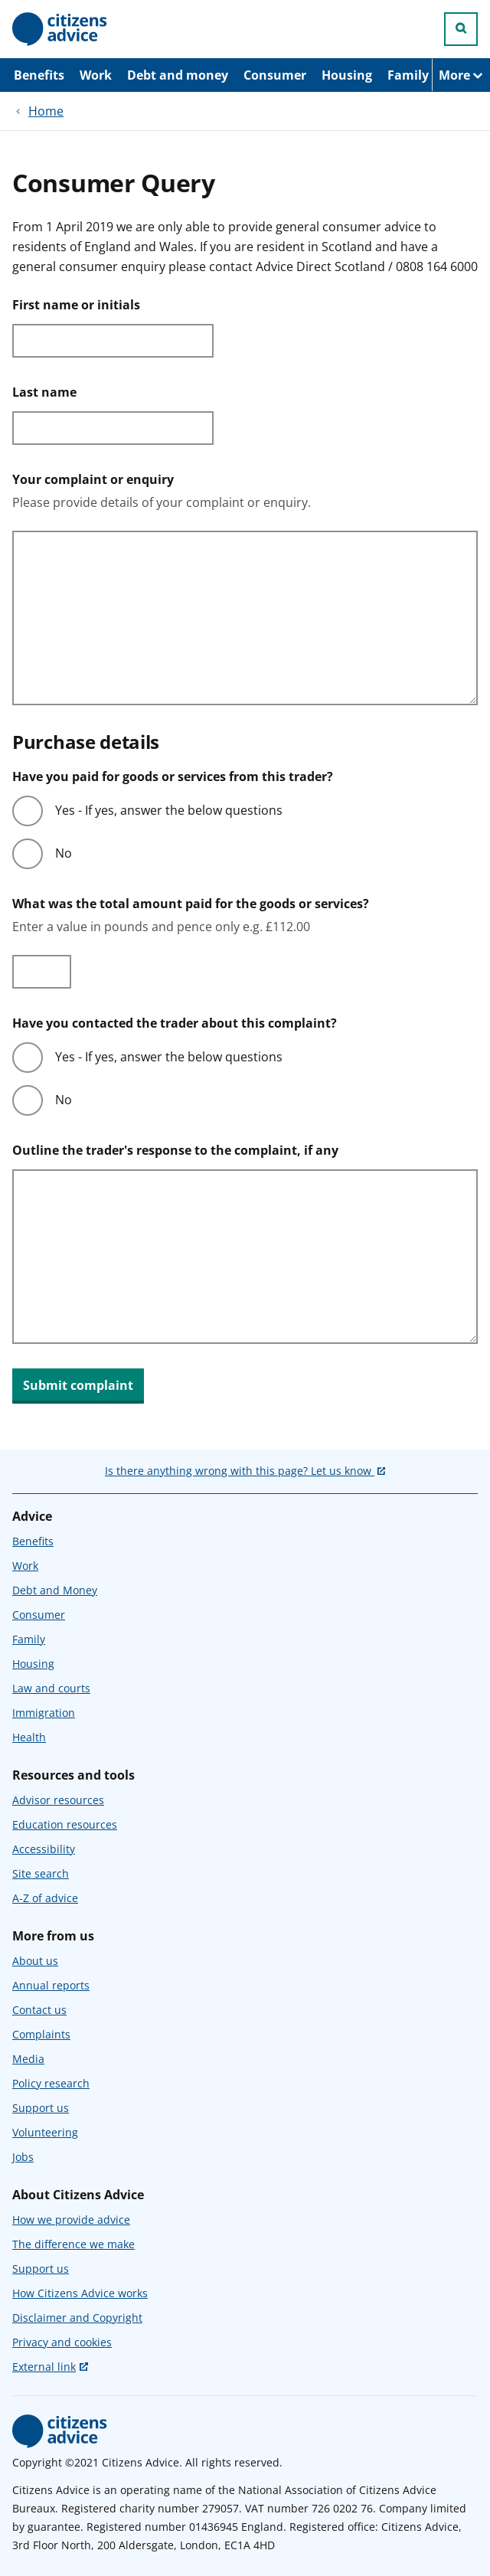 citizens
advice
Benefits Work Debt and money Consumer Housing Family More
Home
Consumer Query
From 1 April 2019 we are only able to provide general consumer advice to
residents of England and Wales. If you are resident in Scotland and have a
general consumer enquiry please contact Advice Direct Scotland / 0808 164 6000
First name or initials
Last name
Your complaint or enquiry
Please provide details of your complaint or enquiry.
Purchase details
Have you paid for goods or services from this trader?
Yes - If yes, answer the below questions
No
What was the total amount paid for the goods or services?
Enter a value in pounds and pence only e.g. £112.00
Have you contacted the trader about this complaint?
Yes - If yes, answer the below questions
No
Outline the trader's response to the complaint, if any
Submit complaint
Is there anything wrong with this page? Let us know
Advice
Benefits
Work
Debt and Money
Consumer
Family
Housing
Law and courts
Immigration
Health
Resources and tools
Advisor resources
Education resources
Accessibility
Site search
A-Z of advice
More from us
About us
Annual reports
Contact us
Complaints
Media
Policy research
Support us
Volunteering
Jobs
About Citizens Advice
How we provide advice
The difference we make
Support us
How Citizens Advice works
Disclaimer and Copyright
Privacy and cookies
External link
citizens
advice
Copyright ©2021 Citizens Advice. All rights reserved.
Citizens Advice is an operating name of the National Association of Citizens Advice
Bureaux. Registered charity number 279057. VAT number 726 0202 76. Company limited
by guarantee. Registered number 01436945 England. Registered office: Citizens Advice,
3rd Floor North, 200 Aldersgate, London, EC1A 4HD